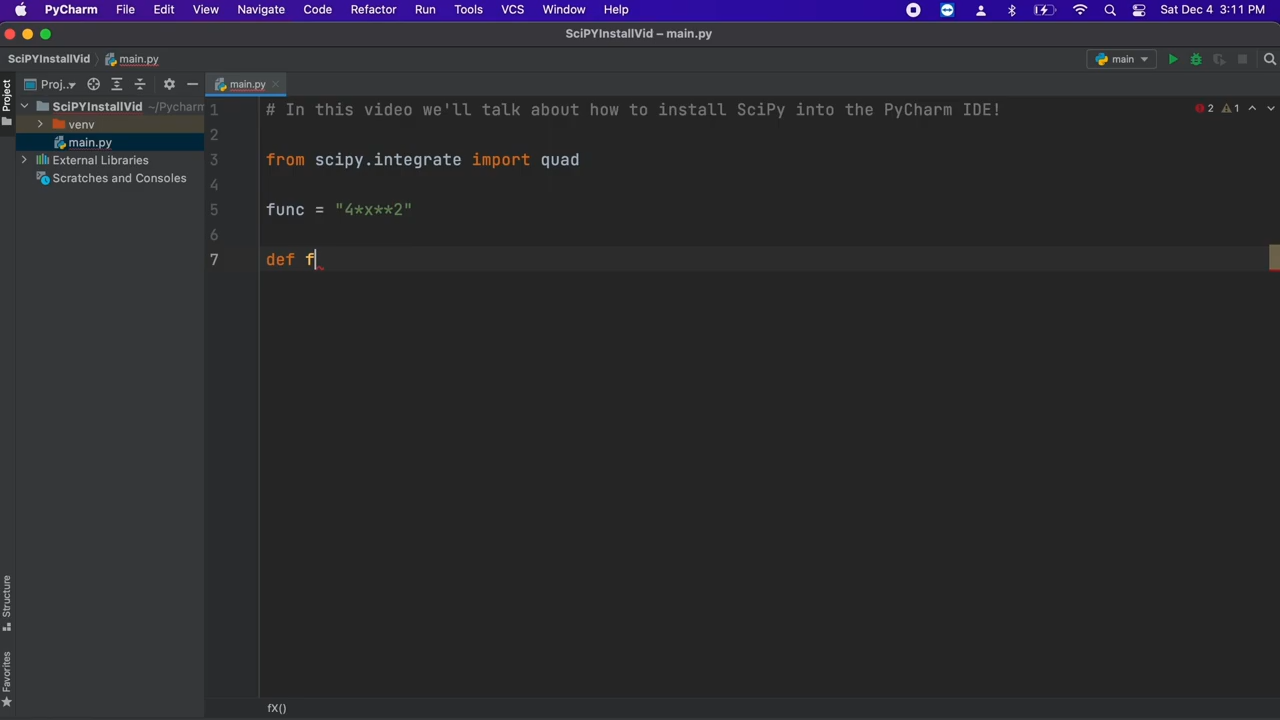 PyCharm File Edit View Navigate Code Refactor Run Tools VCS Window Help Sat Dec 4 3:11 PM
SciPYInstallVid – main.py
SciPYInstallVid main.py main
Project
Proj.. main.py
SciPYInstallVid ~/Pycharm
venv
main.py
External Libraries
Scratches and Consoles
1 # In this video we'll talk about how to install SciPy into the PyCharm IDE! 2 1
2
3 from scipy.integrate import quad
4
5 func = "4*x**2"
6
7 def f
Structure
Favorites
fX()